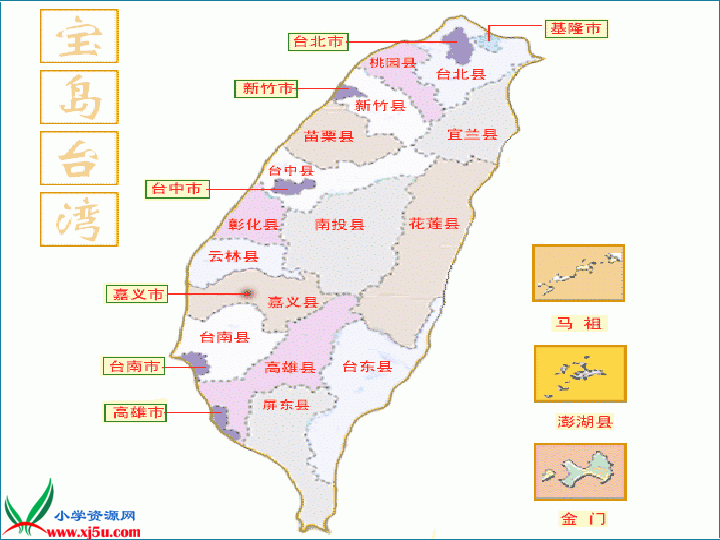 宝
岛
台
湾
台北市
基隆市
桃园县
台北县
新竹市
新竹县
苗栗县
宜兰县
台中县
台中市
彰化县
南投县
花莲县
云林县
嘉义市
嘉义县
台南县
台南市
高雄县
台东县
高雄市
屏东县
马 祖
澎湖县
金 门
小学资源网
www.xj5u.com